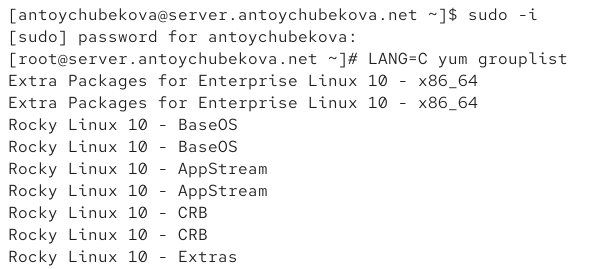 [antoychubekova@server.antoychubekova.net ~]$ sudo -i
[sudo] password for antoychubekova:
[root@server.antoychubekova.net ~]# LANG=C yum grouplist
Extra Packages for Enterprise Linux 10 - x86_64
Extra Packages for Enterprise Linux 10 - x86_64
Rocky Linux 10 - BaseOS
Rocky Linux 10 - BaseOS
Rocky Linux 10 - AppStream
Rocky Linux 10 - AppStream
Rocky Linux 10 - CRB
Rocky Linux 10 - CRB
Rocky Linux 10 - Extras